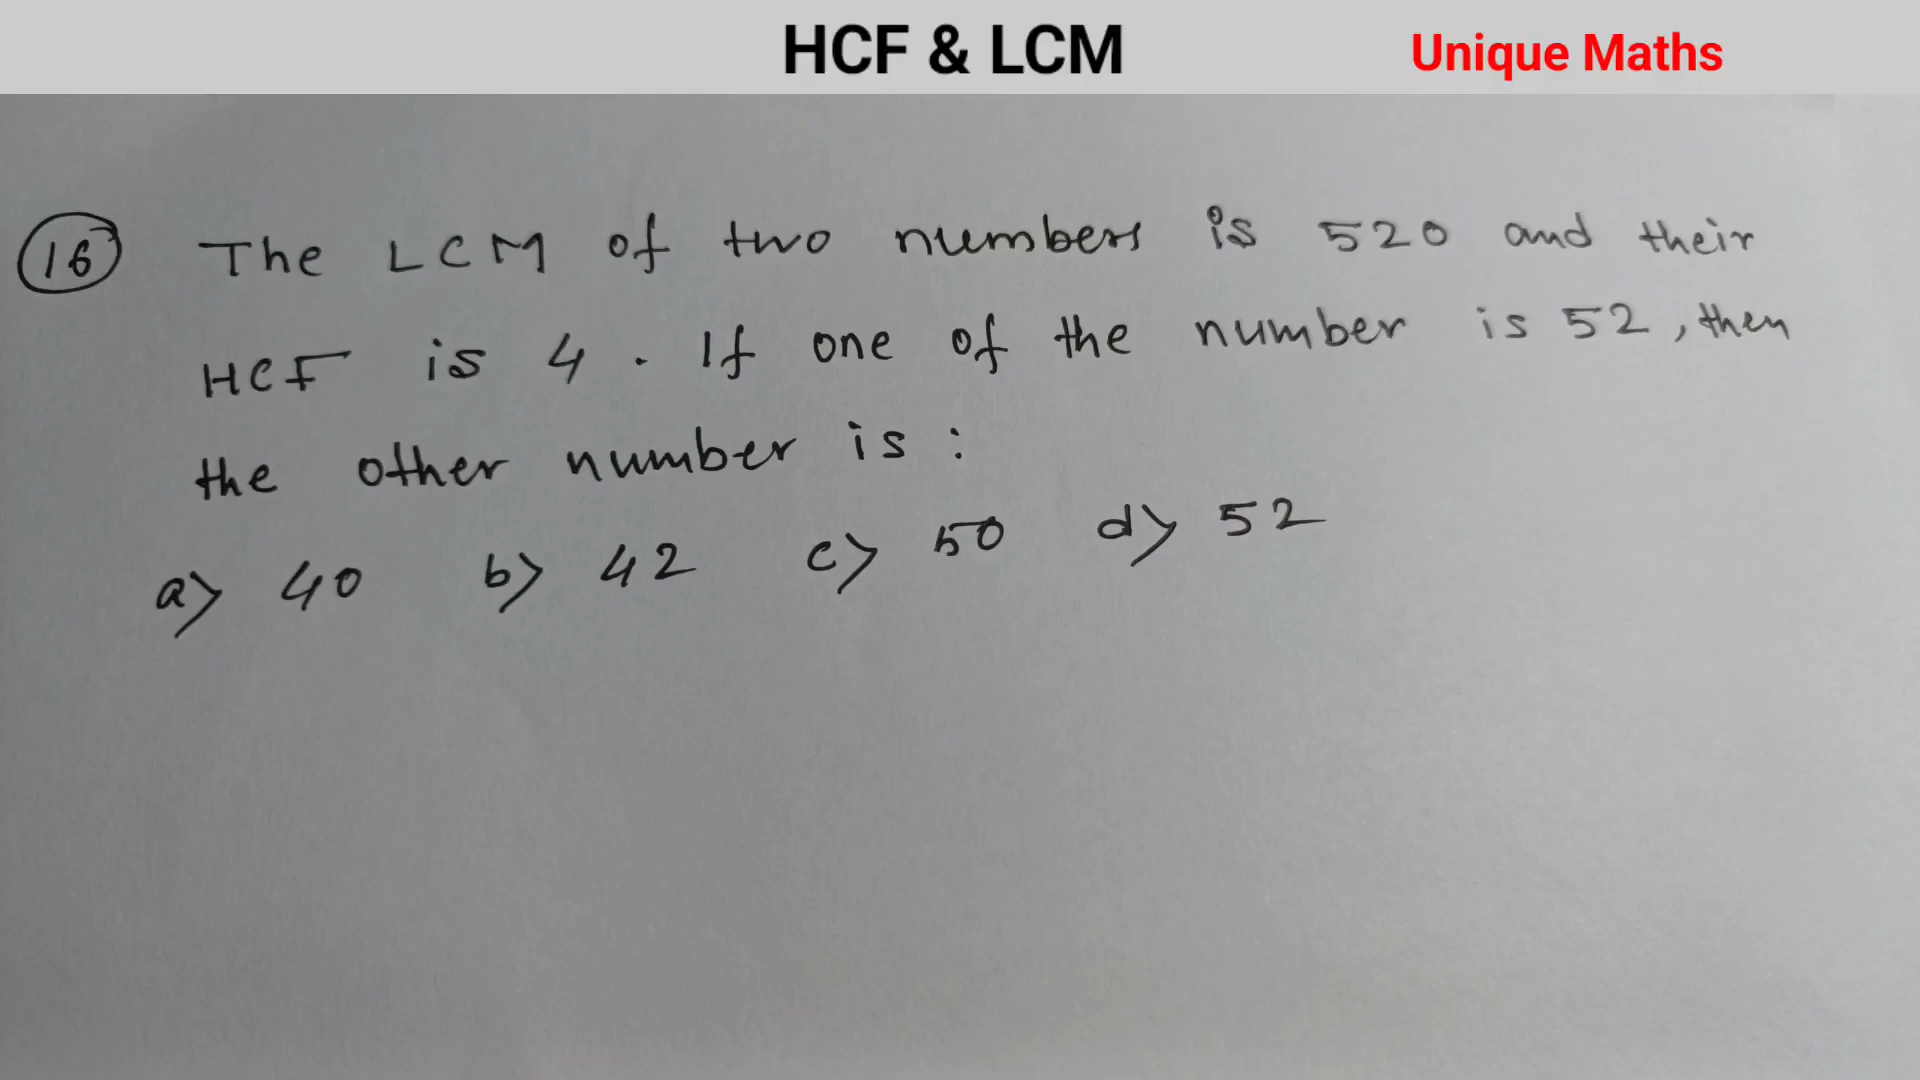 HCF & LCM Unique Maths
16 The LCM of two numbers is 520 and their
HCF is 4. If one of the number is 52, then
the other number is :
a) 40 b) 42 c) 50 d) 52